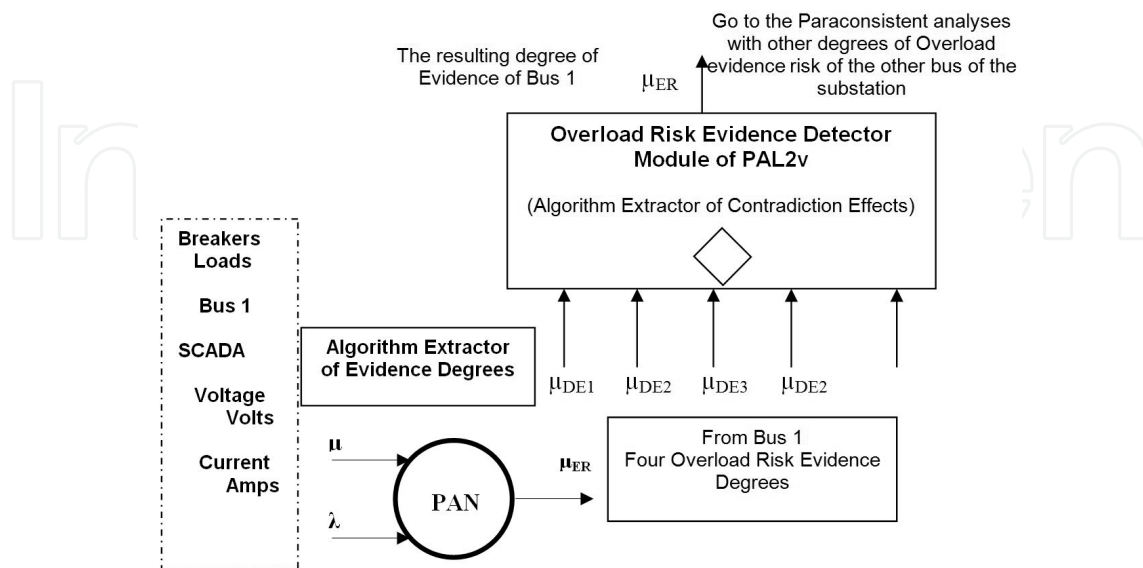 The resulting degree of
Evidence of Bus 1
Go to the Paraconsistent analyses
with other degrees of Overload
evidence risk of the other bus of the
substation
μER
Overload Risk Evidence Detector
Module of PAL2v
(Algorithm Extractor of Contradiction Effects)
Breakers
Loads
Bus 1
SCADA
Voltage
Volts
Current
Amps
Algorithm Extractor
of Evidence Degrees
μDE1 μDE2 μDE3 μDE2
From Bus 1
Four Overload Risk Evidence
Degrees
μ
λ
PAN
μER